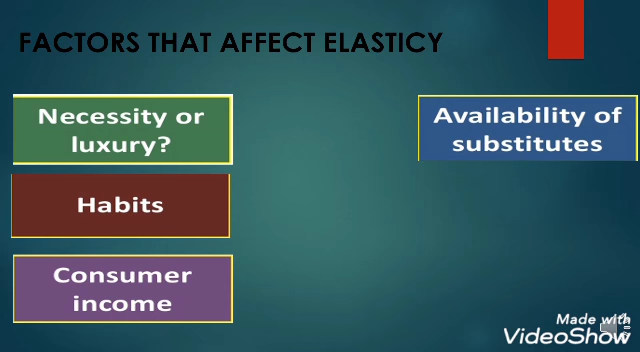 FACTORS THAT AFFECT ELASTICY
Necessity or
luxury?
Availability of
substitutes
Habits
Consumer
income
Made with
VideoShow